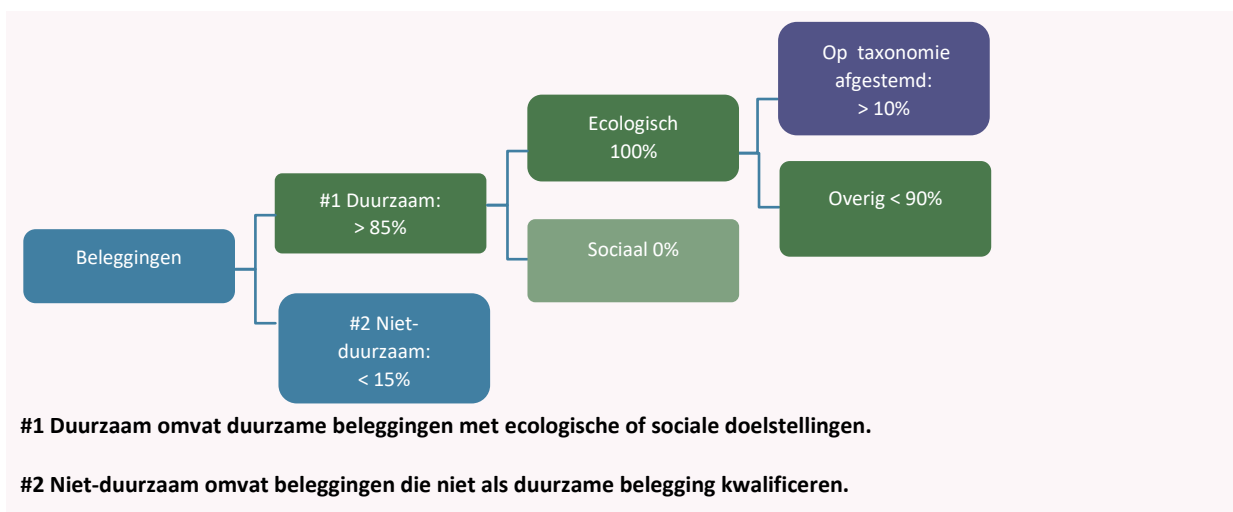 Op taxonomie
afgestemd:
> 10%
Ecologisch
100%
#1 Duurzaam:
> 85%
Overig < 90%
Beleggingen
Sociaal 0%
#2 Niet-
duurzaam:
< 15%
#1 Duurzaam omvat duurzame beleggingen met ecologische of sociale doelstellingen.
#2 Niet-duurzaam omvat beleggingen die niet als duurzame belegging kwalificeren.